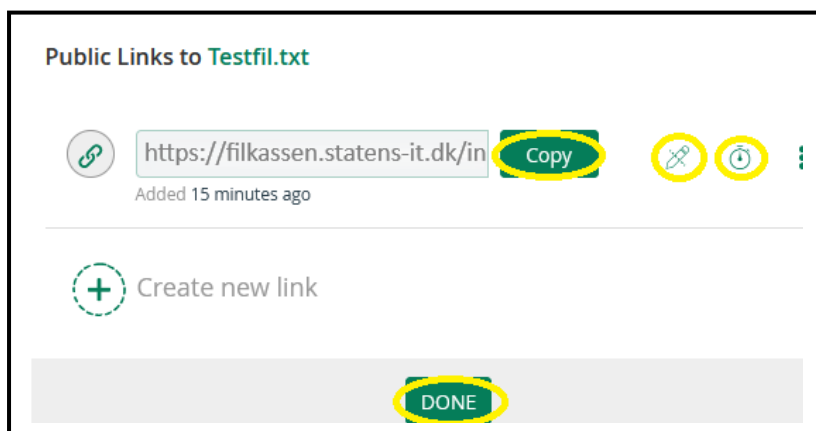 Public Links to Testfil.txt
https://filkassen.statens-it.dk/in
Copy
Added 15 minutes ago
Create new link
DONE